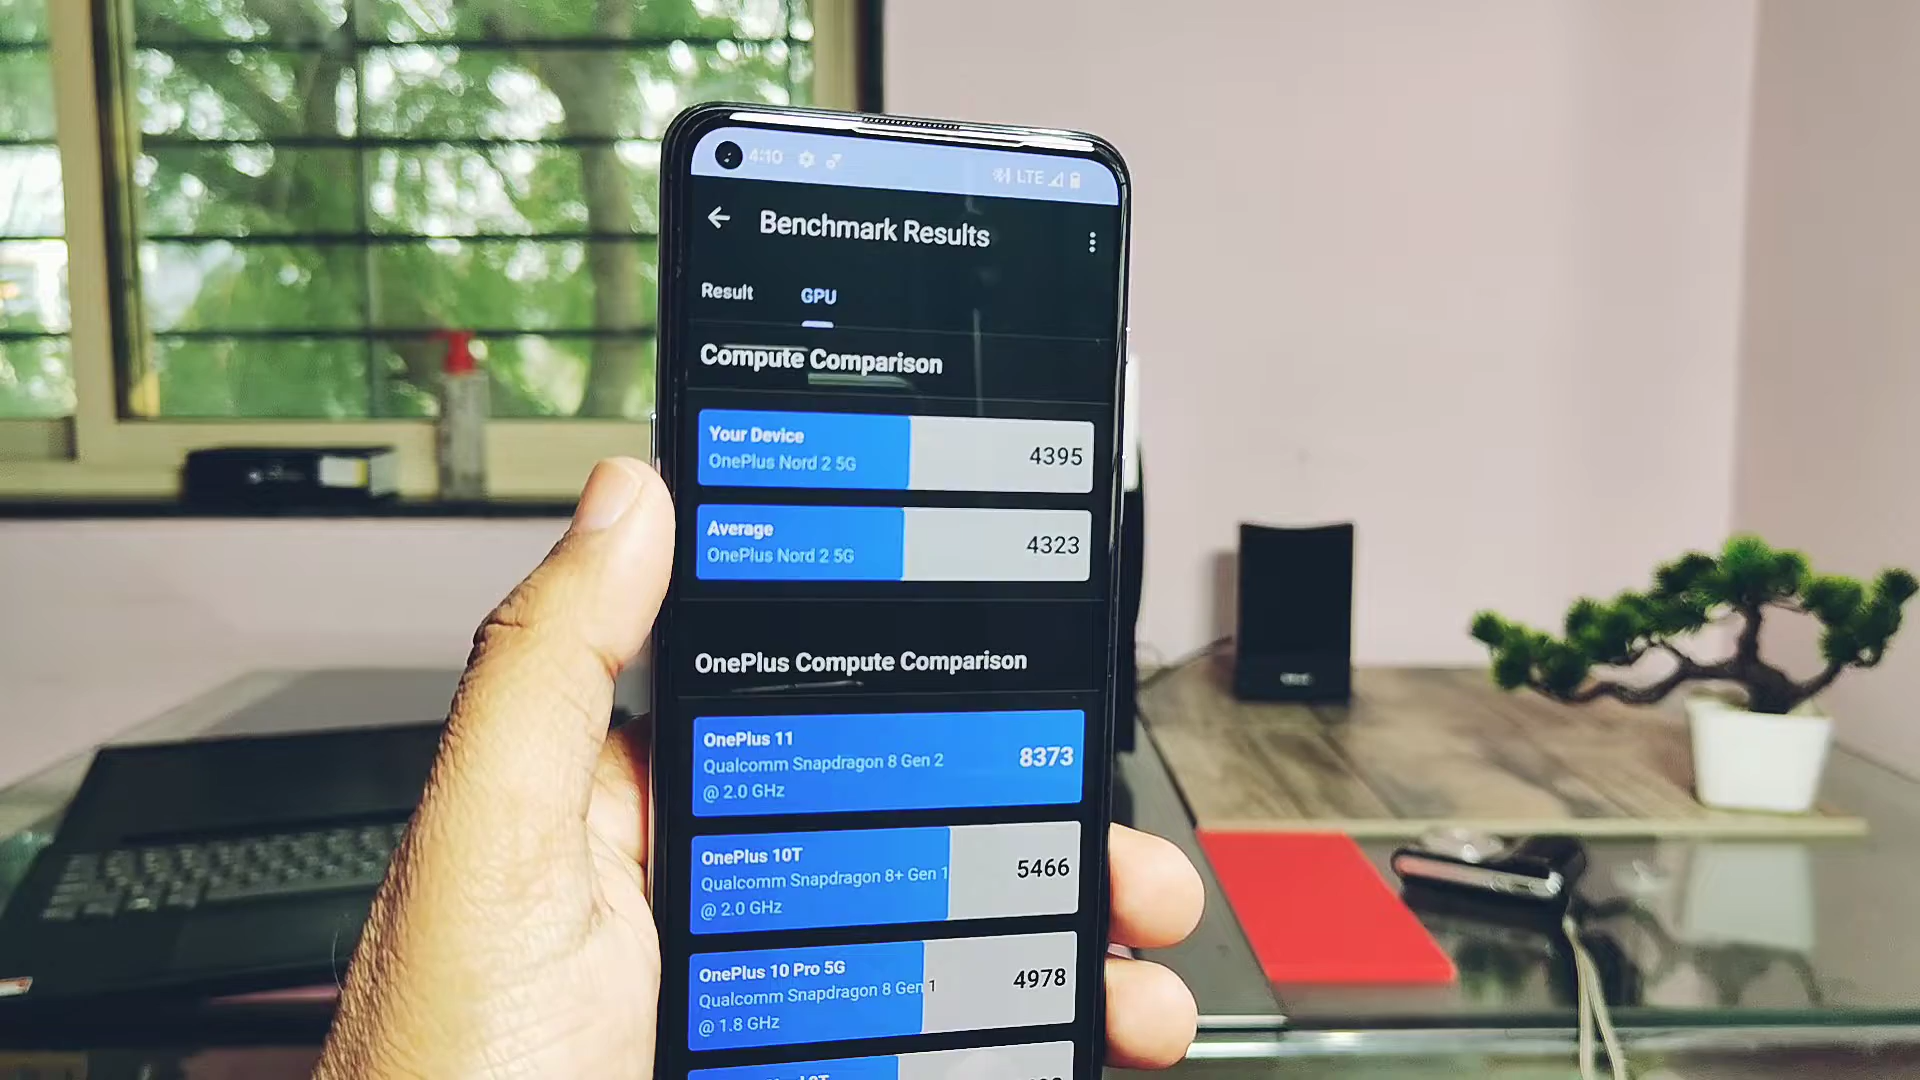 4:10
LTE
Benchmark Results
Result GPU
Compute Comparison
Your Device
OnePlus Nord 2 5G
4395
Average
OnePlus Nord 2 5G
4323
OnePlus Compute Comparison
OnePlus 11
Qualcomm Snapdragon 8 Gen 2
@ 2.0 GHz
8373
OnePlus 10T
Qualcomm Snapdragon 8+ Gen 1
@ 2.0 GHz
5466
OnePlus 10 Pro 5G
Qualcomm Snapdragon 8 Gen 1
@ 1.8 GHz
4978